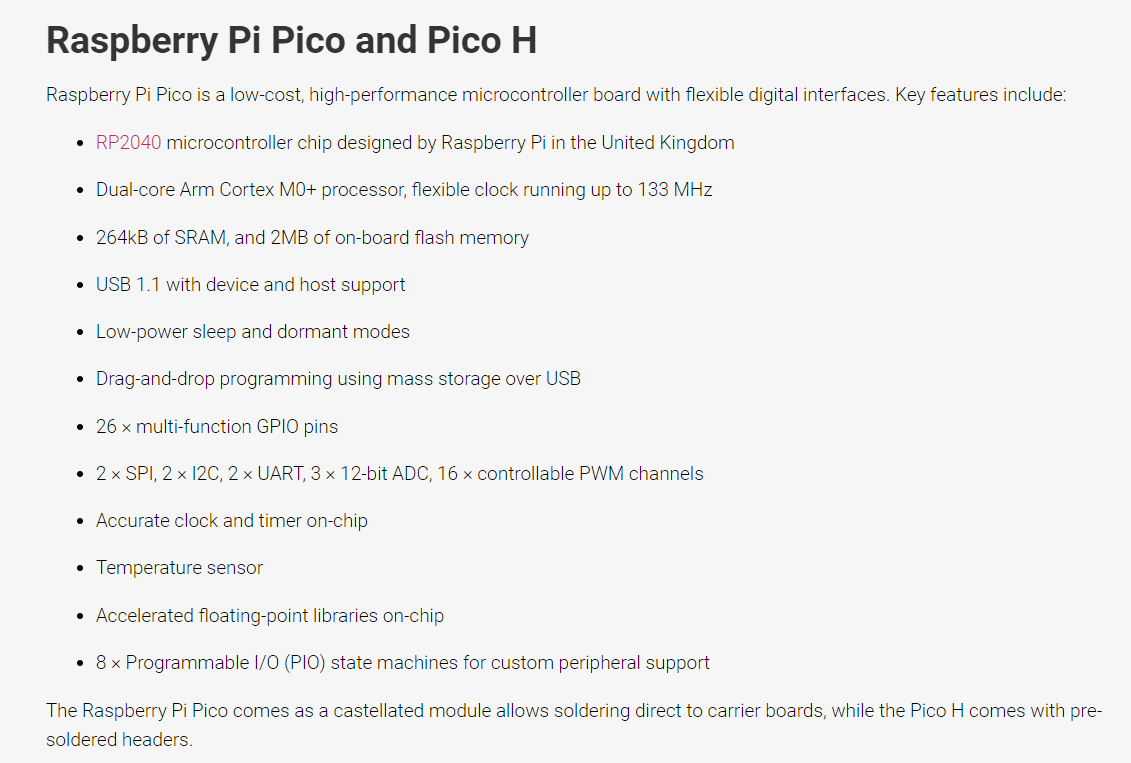 Raspberry Pi Pico and Pico H
Raspberry Pi Pico is a low-cost, high-performance microcontroller board with flexible digital interfaces. Key features include:
• RP2040 microcontroller chip designed by Raspberry Pi in the United Kingdom
• Dual-core Arm Cortex M0+ processor, flexible clock running up to 133 MHz
• 264kB of SRAM, and 2MB of on-board flash memory
• USB 1.1 with device and host support
• Low-power sleep and dormant modes
• Drag-and-drop programming using mass storage over USB
• 26 × multi-function GPIO pins
• 2 × SPI, 2 × I2C, 2 × UART, 3 × 12-bit ADC, 16 × controllable PWM channels
• Accurate clock and timer on-chip
• Temperature sensor
• Accelerated floating-point libraries on-chip
• 8 × Programmable I/O (PIO) state machines for custom peripheral support
The Raspberry Pi Pico comes as a castellated module allows soldering direct to carrier boards, while the Pico H comes with pre-
soldered headers.